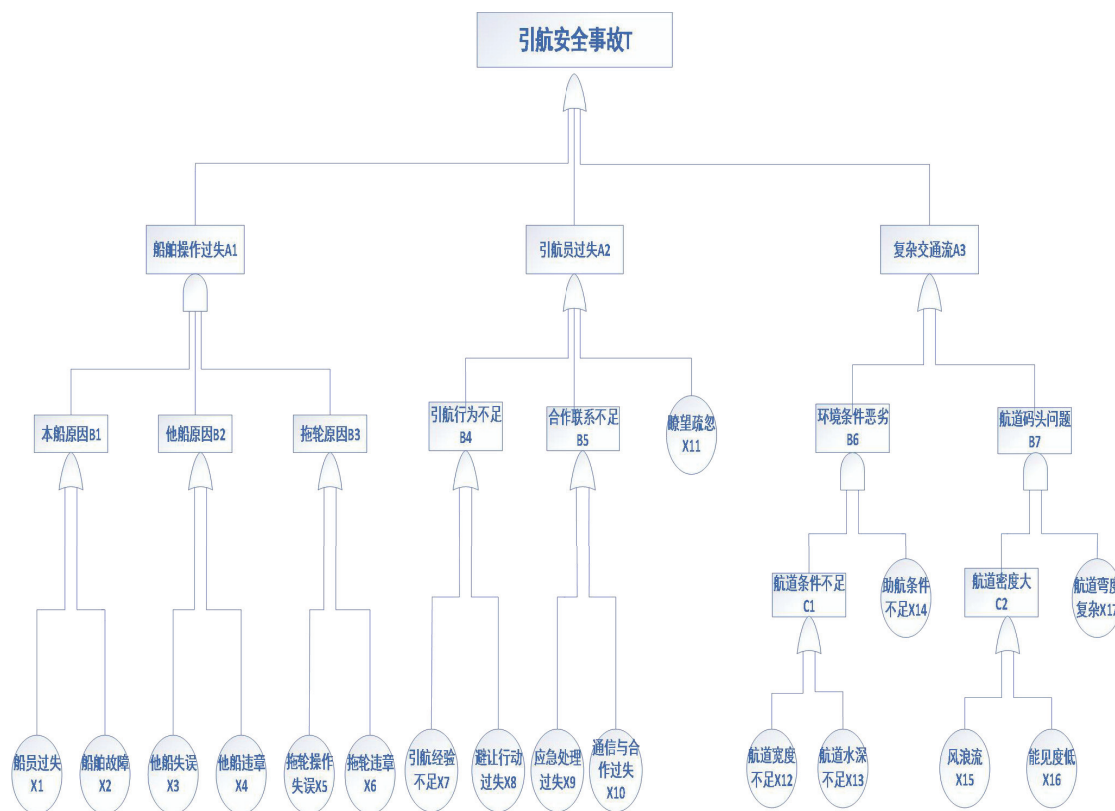 引航安全事故T
船舶操作过失A1
引航员过失A2
复杂交通流A3
本船原因B1
他船原因B2
拖轮原因B3
引航行为不足
B4
合作联系不足
B5
瞭望疏忽
X11
环境条件恶劣
B6
航道码头问题
B7
航道条件不足
C1
助航条件
不足X14
航道密度大
C2
航道弯度
复杂X17
船员过失
X1
船舶故障
X2
他船失误
X3
他船违章
X4
拖轮操作
失误X5
拖轮违章
X6
引航经验
不足X7
避让行动
过失X8
应急处理
过失X9
通信与合
作过失
X10
航道宽度
不足X12
航道水深
不足X13
风浪流
X15
能见度低
X16